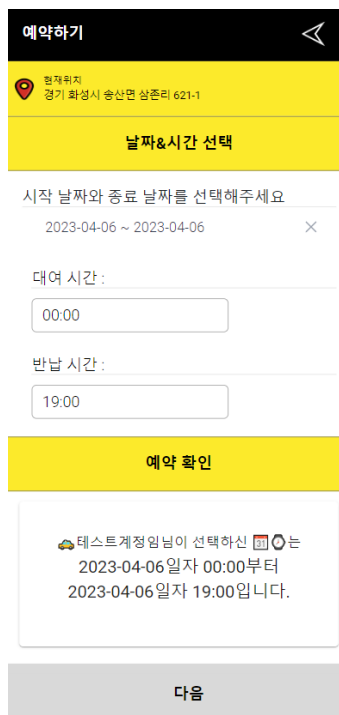 예약하기
현재위치
경기 화성시 송산면 삼존리 621-1
날짜&시간 선택
시작 날짜와 종료 날짜를 선택해주세요
2023-04-06 ~ 2023-04-06
대여 시간 :
00:00
반납 시간 :
19:00
예약 확인
🚕테스트계정임님이 선택하신 📅⌚는
2023-04-06일자 00:00부터
2023-04-06일자 19:00입니다.
다음